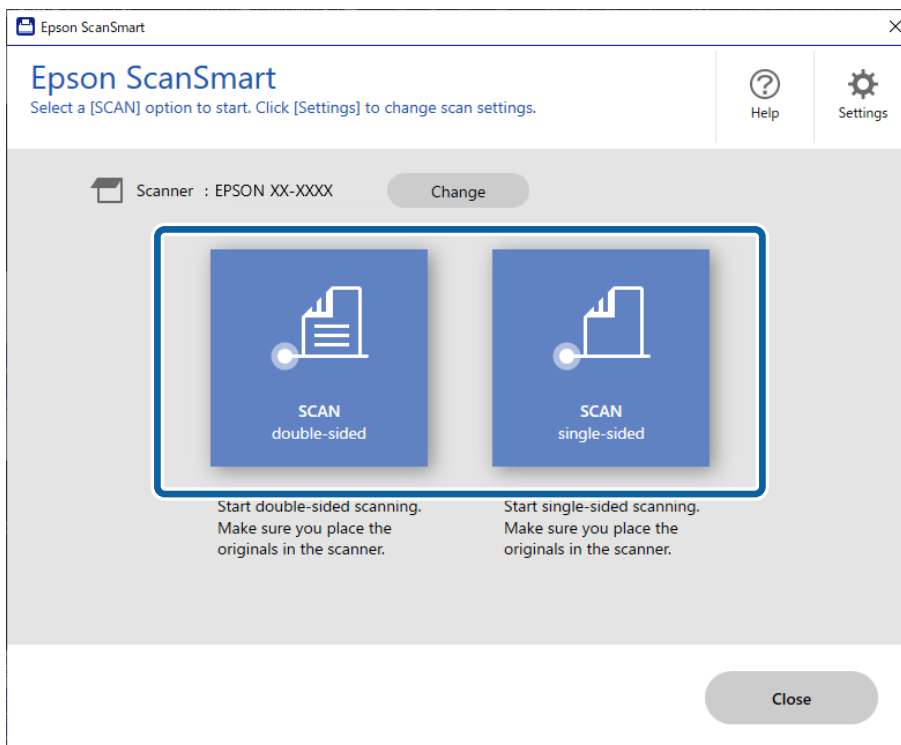 Epson ScanSmart
Epson ScanSmart
Select a [SCAN] option to start. Click [Settings] to change scan settings.
Help
Settings
Scanner : EPSON XX-XXXX
Change
SCAN
double-sided
SCAN
single-sided
Start double-sided scanning.
Make sure you place the
originals in the scanner.
Start single-sided scanning.
Make sure you place the
originals in the scanner.
Close